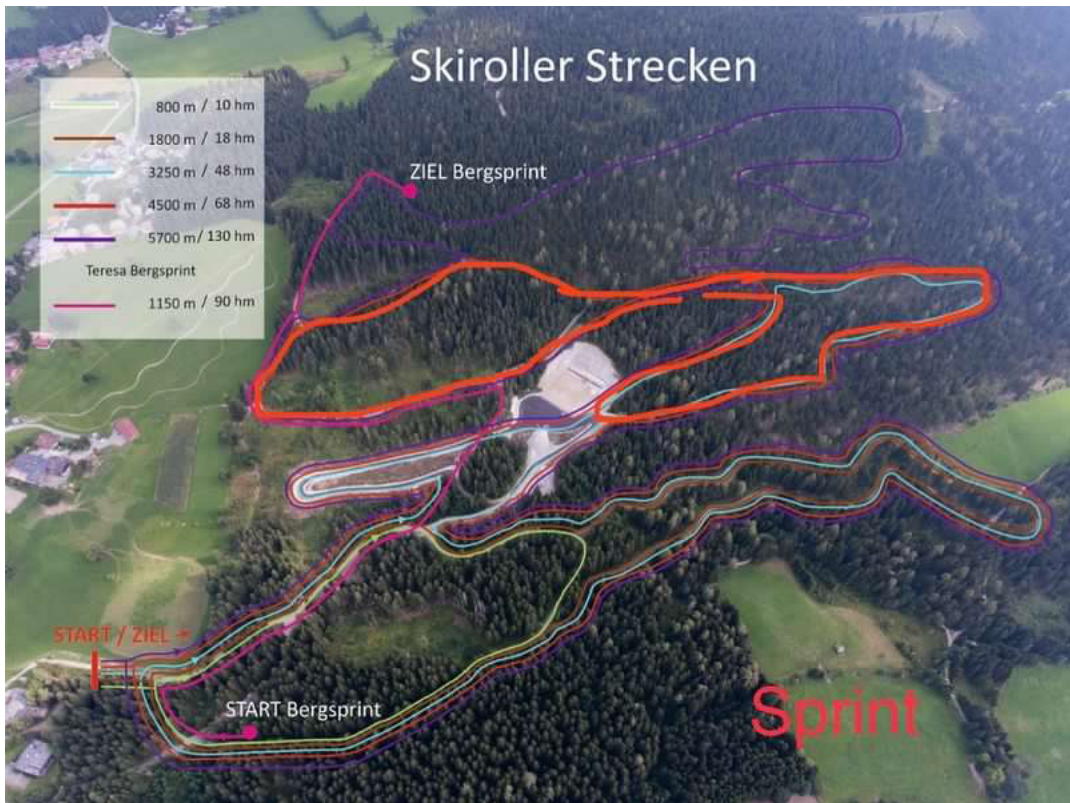 Skiroller Strecken
800 m / 10 hm
1800 m / 18 hm
3250 m / 48 hm
4500 m / 68 hm
5700 m/ 130 hm
Teresa Bergsprint
1150 m / 90 hm
ZIEL Bergsprint
START / ZIEL
START Bergsprint
Sprint